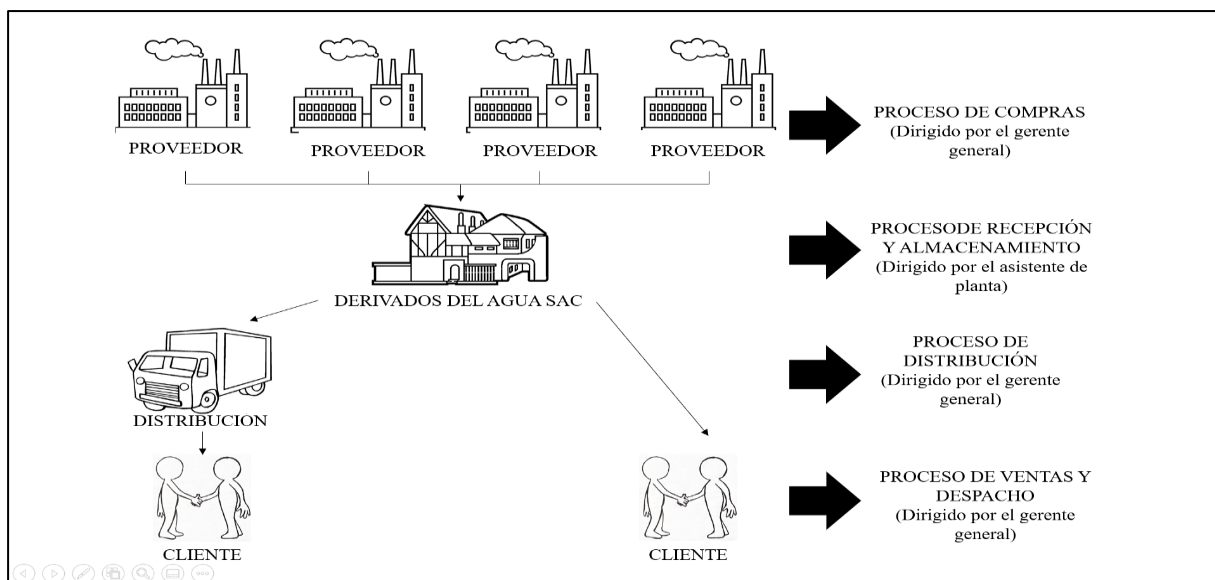 PROVEEDOR
PROVEEDOR
PROVEEDOR
PROVEEDOR
PROCESO DE COMPRAS
(Dirigido por el gerente
general)
DERIVADOS DEL AGUA SAC
PROCESODE RECEPCIÓN
Y ALMACENAMIENTO
(Dirigido por el asistente de
planta)
DISTRIBUCION
PROCESO DE
DISTRIBUCIÓN
(Dirigido por el gerente
general)
CLIENTE
CLIENTE
PROCESO DE VENTAS Y
DESPACHO
(Dirigido por el gerente
general)